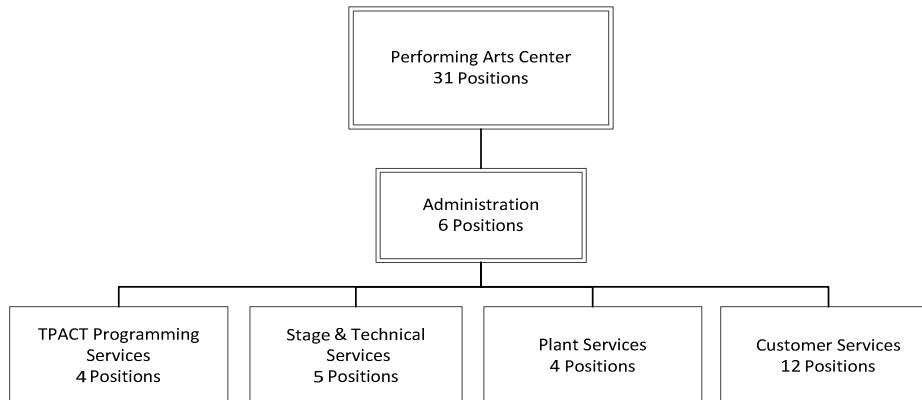 Performing Arts Center
31 Positions
Administration
6 Positions
TPACT Programming
Services
4 Positions
Stage & Technical
Services
5 Positions
Plant Services
4 Positions
Customer Services
12 Positions